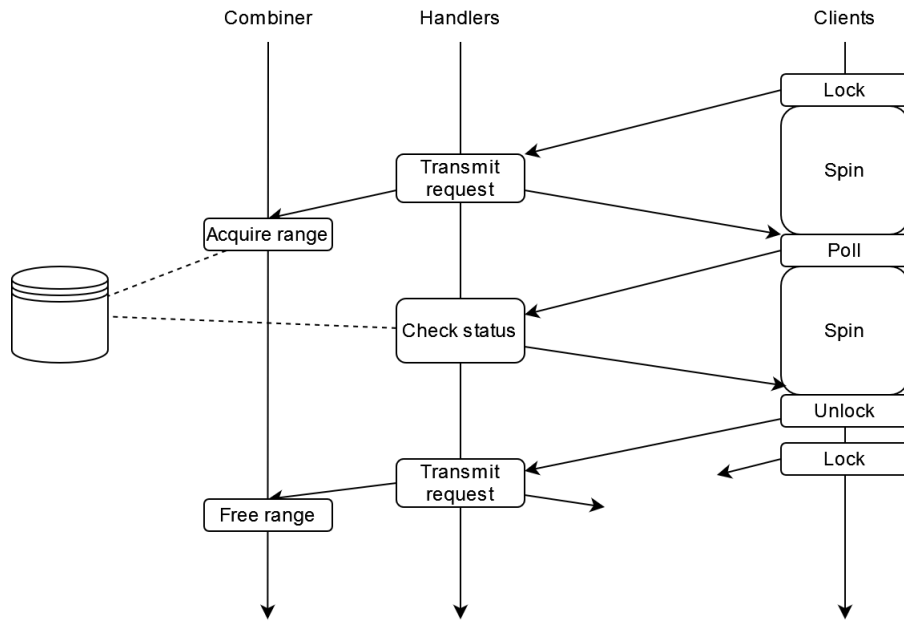 Combiner
Handlers
Clients
Lock
Transmit
request
Spin
Acquire range
Poll
Check status
Spin
Unlock
Transmit
request
Lock
Free range